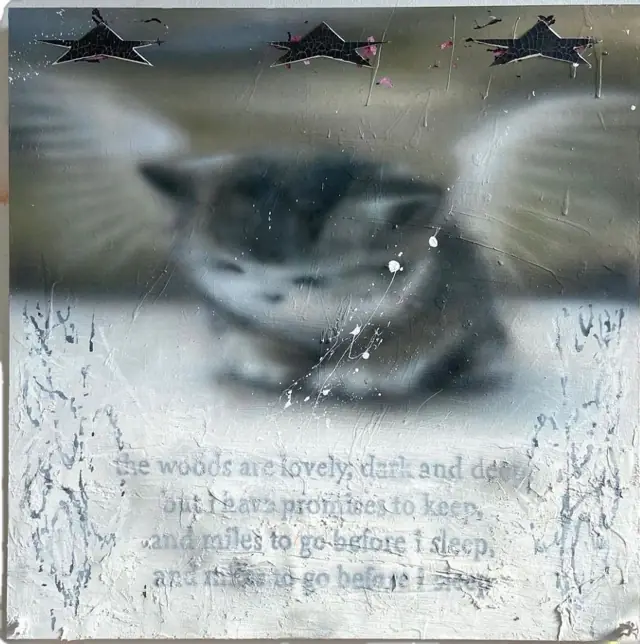 the woods are lovely, dark and deep,
but i have promises to keep,
and miles to go before i sleep,
and miles to go before i sleep.